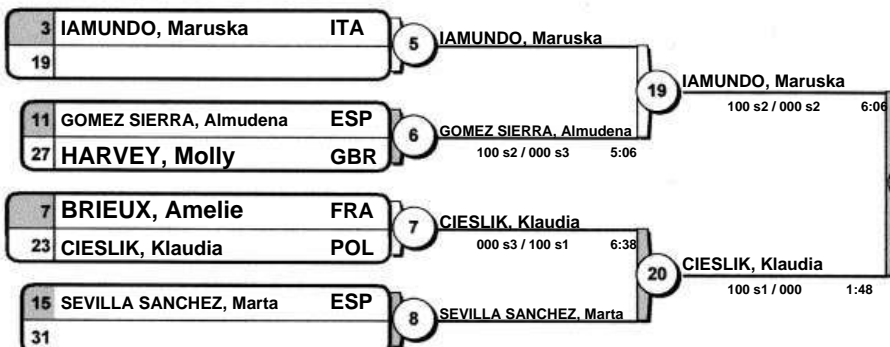 3 IAMUNDO, Maruska ITA
19
5 IAMUNDO, Maruska
11 GOMEZ SIERRA, Almudena ESP
27 HARVEY, Molly GBR
6 GOMEZ SIERRA, Almudena
100 s2 / 000 s3 5:06
19 IAMUNDO, Maruska
100 s2 / 000 s2 6:06
7 BRIEUX, Amelie FRA
23 CIESLIK, Klaudia POL
7 CIESLIK, Klaudia
000 s3 / 100 s1 6:38
15 SEVILLA SANCHEZ, Marta ESP
31
8 SEVILLA SANCHEZ, Marta
20 CIESLIK, Klaudia
100 s1 / 000 1:48